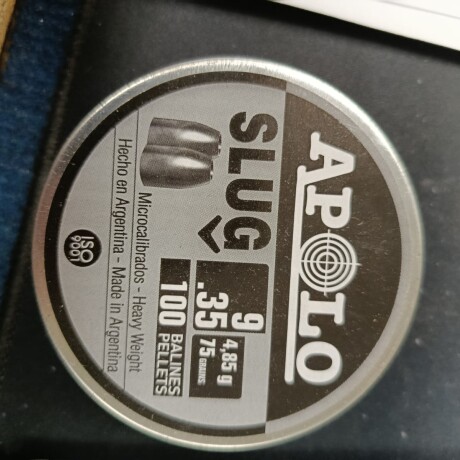 APOLO
SLUG
9
.35
4,85 g
75 GRAINS
100
BALINES
PELLETS
Microcalibrados - Heavy Weight
Hecho en Argentina - Made in Argentina
ISO
9001